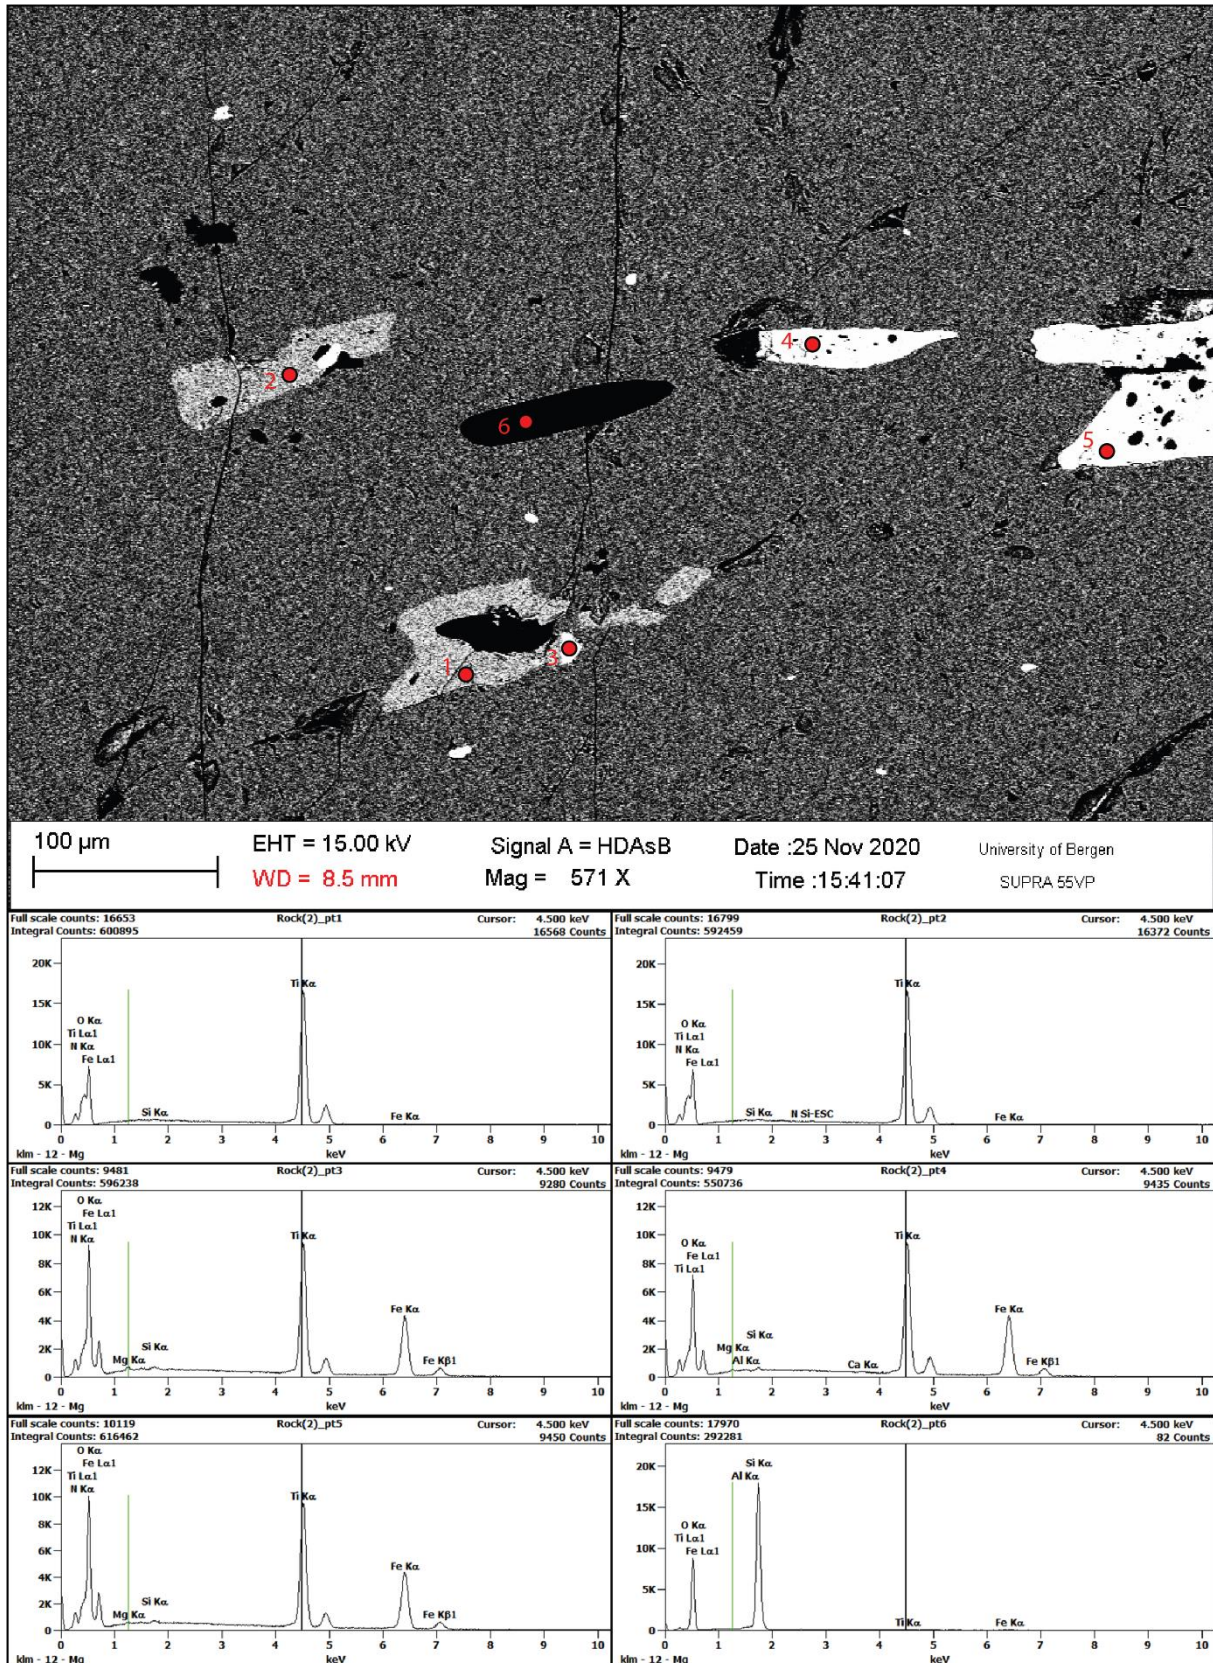 2
6
4
5
3
1
100 µm
EHT = 15.00 kV
Signal A = HDAsB
Date :25 Nov 2020
University of Bergen
WD = 8.5 mm
Mag = 571 X
Time :15:41:07
SUPRA 55VP
Full scale counts: 16653
Rock(2)_pt1
Cursor: 4.500 keV
Integral Counts: 600895
16568 Counts
20K
15K
10K
5K
0
Ti Kα
O Kα
Ti Lα1
N Kα
Fe Lα1
Si Kα
Fe Kα
0 1 2 3 4 5 6 7 8 9 10
klm - 12 - Mg
keV
Full scale counts: 16799
Rock(2)_pt2
Cursor: 4.500 keV
Integral Counts: 592459
16372 Counts
20K
15K
10K
5K
0
Ti Kα
O Kα
Ti Lα1
N Kα
Fe Lα1
Si Kα
N Si-ESC
Fe Kα
0 1 2 3 4 5 6 7 8 9 10
klm - 12 - Mg
keV
Full scale counts: 9481
Rock(2)_pt3
Cursor: 4.500 keV
Integral Counts: 596238
9280 Counts
12K
10K
8K
6K
4K
2K
0
O Kα
Fe Lα1
Ti Lα1
N Kα
Ti Kα
Fe Kα
Si Kα
Mg Kα
Fe Kβ1
0 1 2 3 4 5 6 7 8 9 10
klm - 12 - Mg
keV
Full scale counts: 9479
Rock(2)_pt4
Cursor: 4.500 keV
Integral Counts: 550736
9435 Counts
12K
10K
8K
6K
4K
2K
0
O Kα
Fe Lα1
Ti Lα1
Ti Kα
Fe Kα
Si Kα
Mg Kα
Al Kα
Ca Kα
Fe Kβ1
0 1 2 3 4 5 6 7 8 9 10
klm - 12 - Mg
keV
Full scale counts: 10119
Rock(2)_pt5
Cursor: 4.500 keV
Integral Counts: 616462
9450 Counts
12K
10K
8K
6K
4K
2K
0
O Kα
Fe Lα1
Ti Lα1
N Kα
Ti Kα
Fe Kα
Si Kα
Mg Kα
Fe Kβ1
0 1 2 3 4 5 6 7 8 9 10
klm - 12 - Mg
keV
Full scale counts: 17970
Rock(2)_pt6
Cursor: 4.500 keV
Integral Counts: 292281
82 Counts
20K
15K
10K
5K
0
Si Kα
Al Kα
O Kα
Ti Lα1
Fe Lα1
Ti Kα
Fe Kα
0 1 2 3 4 5 6 7 8 9 10
klm - 12 - Mg
keV